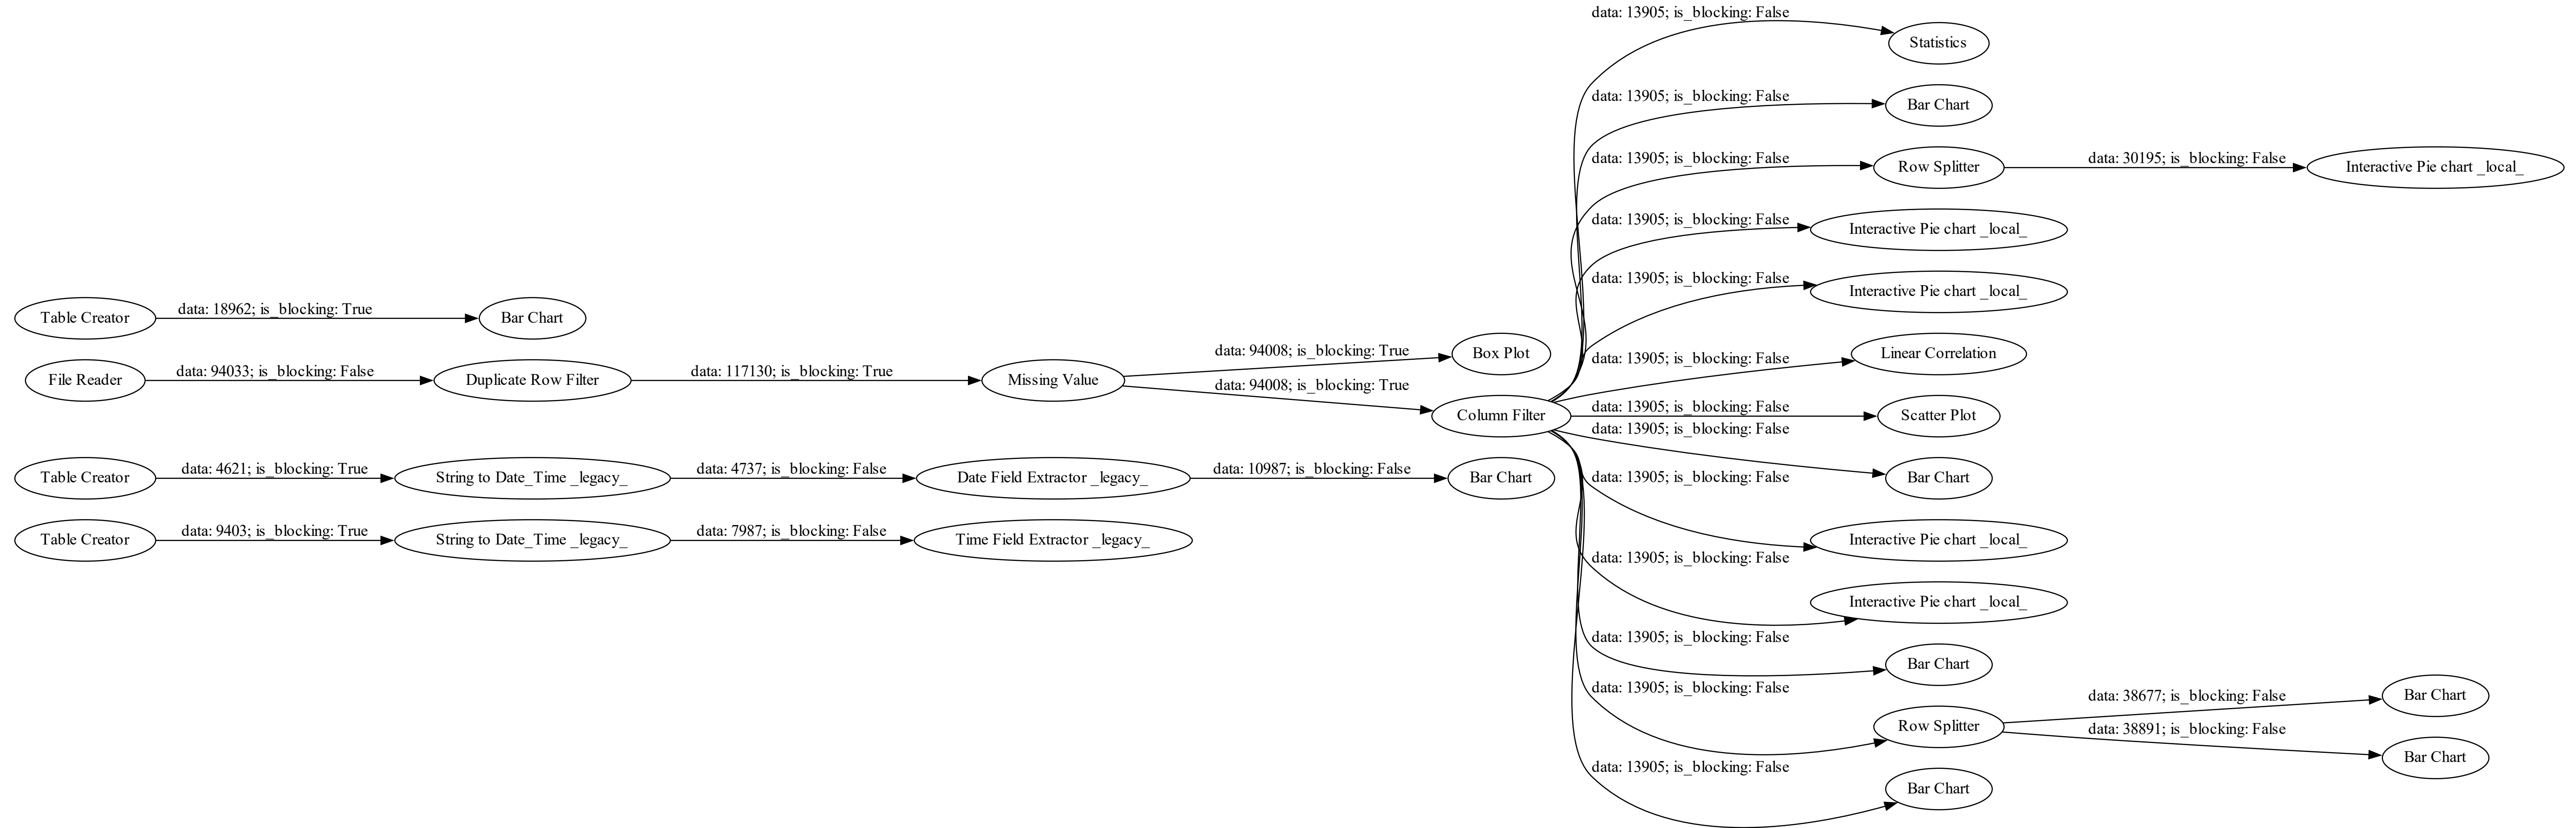 data: 13905; is_blocking: False
Statistics
data: 13905; is_blocking: False
Bar Chart
data: 13905; is_blocking: False
Row Splitter
data: 30195; is_blocking: False
Interactive Pie chart _local_
data: 13905; is_blocking: False
Interactive Pie chart _local_
data: 13905; is_blocking: False
Interactive Pie chart _local_
Table Creator
data: 18962; is_blocking: True
Bar Chart
data: 13905; is_blocking: False
Linear Correlation
File Reader
data: 94033; is_blocking: False
Duplicate Row Filter
data: 117130; is_blocking: True
Missing Value
data: 94008; is_blocking: True
Box Plot
data: 94008; is_blocking: True
Column Filter
data: 13905; is_blocking: False
Scatter Plot
data: 13905; is_blocking: False
Bar Chart
Table Creator
data: 4621; is_blocking: True
String to Date_Time _legacy_
data: 4737; is_blocking: False
Date Field Extractor _legacy_
data: 10987; is_blocking: False
Bar Chart
data: 13905; is_blocking: False
Interactive Pie chart _local_
Table Creator
data: 9403; is_blocking: True
String to Date_Time _legacy_
data: 7987; is_blocking: False
Time Field Extractor _legacy_
data: 13905; is_blocking: False
Interactive Pie chart _local_
data: 13905; is_blocking: False
Bar Chart
data: 13905; is_blocking: False
Row Splitter
data: 38677; is_blocking: False
Bar Chart
data: 38891; is_blocking: False
Bar Chart
data: 13905; is_blocking: False
Bar Chart